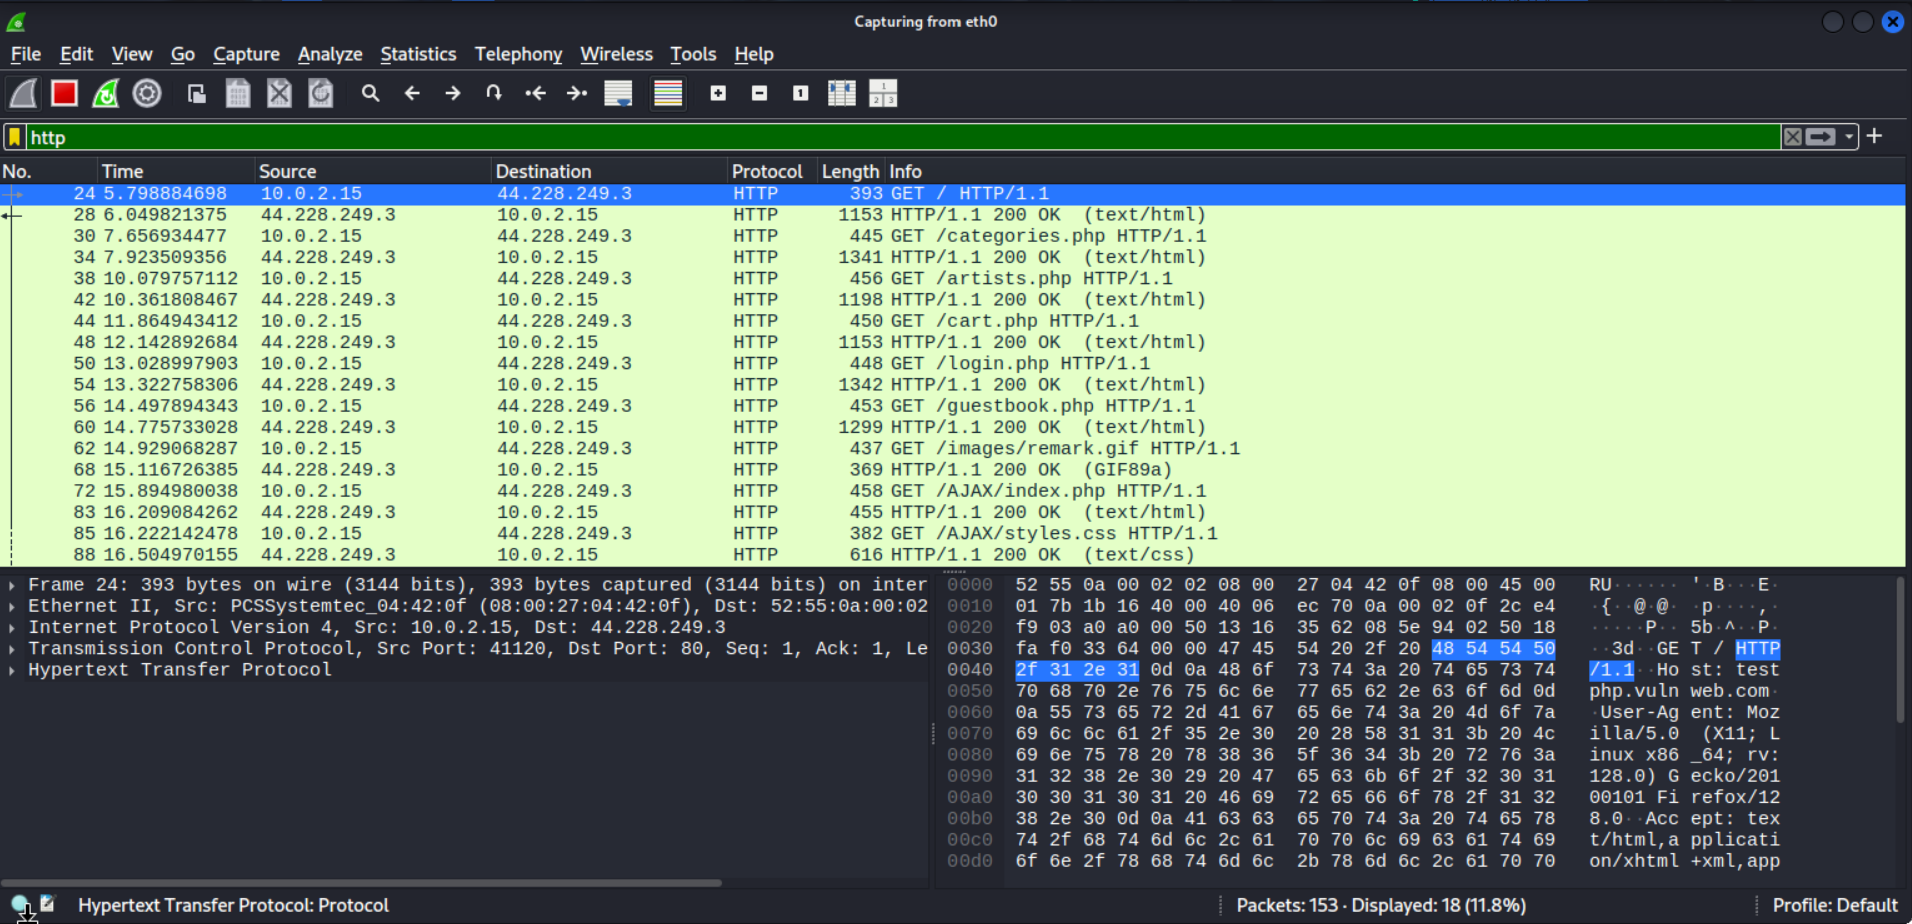 Capturing from eth0
File Edit View Go Capture Analyze Statistics Telephony Wireless Tools Help
http
No. Time Source Destination Protocol Length Info
24 5.798884698 10.0.2.15 44.228.249.3 HTTP 393 GET / HTTP/1.1
28 6.049821375 44.228.249.3 10.0.2.15 HTTP 1153 HTTP/1.1 200 OK (text/html)
30 7.656934477 10.0.2.15 44.228.249.3 HTTP 445 GET /categories.php HTTP/1.1
34 7.923509356 44.228.249.3 10.0.2.15 HTTP 1341 HTTP/1.1 200 OK (text/html)
38 10.079757112 10.0.2.15 44.228.249.3 HTTP 456 GET /artists.php HTTP/1.1
42 10.361808467 44.228.249.3 10.0.2.15 HTTP 1198 HTTP/1.1 200 OK (text/html)
44 11.864943412 10.0.2.15 44.228.249.3 HTTP 450 GET /cart.php HTTP/1.1
48 12.142892684 44.228.249.3 10.0.2.15 HTTP 1153 HTTP/1.1 200 OK (text/html)
50 13.028997903 10.0.2.15 44.228.249.3 HTTP 448 GET /login.php HTTP/1.1
54 13.322758306 44.228.249.3 10.0.2.15 HTTP 1342 HTTP/1.1 200 OK (text/html)
56 14.497894343 10.0.2.15 44.228.249.3 HTTP 453 GET /guestbook.php HTTP/1.1
60 14.775733028 44.228.249.3 10.0.2.15 HTTP 1299 HTTP/1.1 200 OK (text/html)
62 14.929068287 10.0.2.15 44.228.249.3 HTTP 437 GET /images/remark.gif HTTP/1.1
68 15.116726385 44.228.249.3 10.0.2.15 HTTP 369 HTTP/1.1 200 OK (GIF89a)
72 15.894980038 10.0.2.15 44.228.249.3 HTTP 458 GET /AJAX/index.php HTTP/1.1
83 16.209084262 44.228.249.3 10.0.2.15 HTTP 455 HTTP/1.1 200 OK (text/html)
85 16.222142478 10.0.2.15 44.228.249.3 HTTP 382 GET /AJAX/styles.css HTTP/1.1
88 16.504970155 44.228.249.3 10.0.2.15 HTTP 616 HTTP/1.1 200 OK (text/css)
Frame 24: 393 bytes on wire (3144 bits), 393 bytes captured (3144 bits) on inter
Ethernet II, Src: PCSSystemtec_04:42:0f (08:00:27:04:42:0f), Dst: 52:55:0a:00:02
Internet Protocol Version 4, Src: 10.0.2.15, Dst: 44.228.249.3
Transmission Control Protocol, Src Port: 41120, Dst Port: 80, Seq: 1, Ack: 1, Le
Hypertext Transfer Protocol
0000 52 55 0a 00 02 02 08 00 27 04 42 0f 08 00 45 00 RU······ '·B···E·
0010 01 7b 1b 16 40 00 40 06 ec 70 0a 00 02 0f 2c e4 ·{··@·@· ·p····,·
0020 f9 03 a0 a0 00 50 13 16 35 62 08 5e 94 02 50 18 ·····P·· 5b·^··P·
0030 fa f0 33 64 00 00 47 45 54 20 2f 20 48 54 54 50 ··3d··GE T / HTTP
0040 2f 31 2e 31 0d 0a 48 6f 73 74 3a 20 74 65 73 74 /1.1··Ho st: test
0050 70 68 70 2e 76 75 6c 6e 77 65 62 2e 63 6f 6d 0d php.vuln web.com·
0060 0a 55 73 65 72 2d 41 67 65 6e 74 3a 20 4d 6f 7a ·User-Ag ent: Moz
0070 69 6c 6c 61 2f 35 2e 30 20 28 58 31 31 3b 20 4c illa/5.0 (X11; L
0080 69 6e 75 78 20 78 38 36 5f 36 34 3b 20 72 76 3a inux x86 _64; rv:
0090 31 32 38 2e 30 29 20 47 65 63 6b 6f 2f 32 30 31 128.0) G ecko/201
00a0 30 30 31 30 31 20 46 69 72 65 66 6f 78 2f 31 32 00101 Fi refox/12
00b0 38 2e 30 0d 0a 41 63 63 65 70 74 3a 20 74 65 78 8.0··Acc ept: tex
00c0 74 2f 68 74 6d 6c 2c 61 70 70 6c 69 63 61 74 69 t/html,a pplicati
00d0 6f 6e 2f 78 68 74 6d 6c 2b 78 6d 6c 2c 61 70 70 on/xhtml +xml,app
Hypertext Transfer Protocol: Protocol
Packets: 153 · Displayed: 18 (11.8%)
Profile: Default